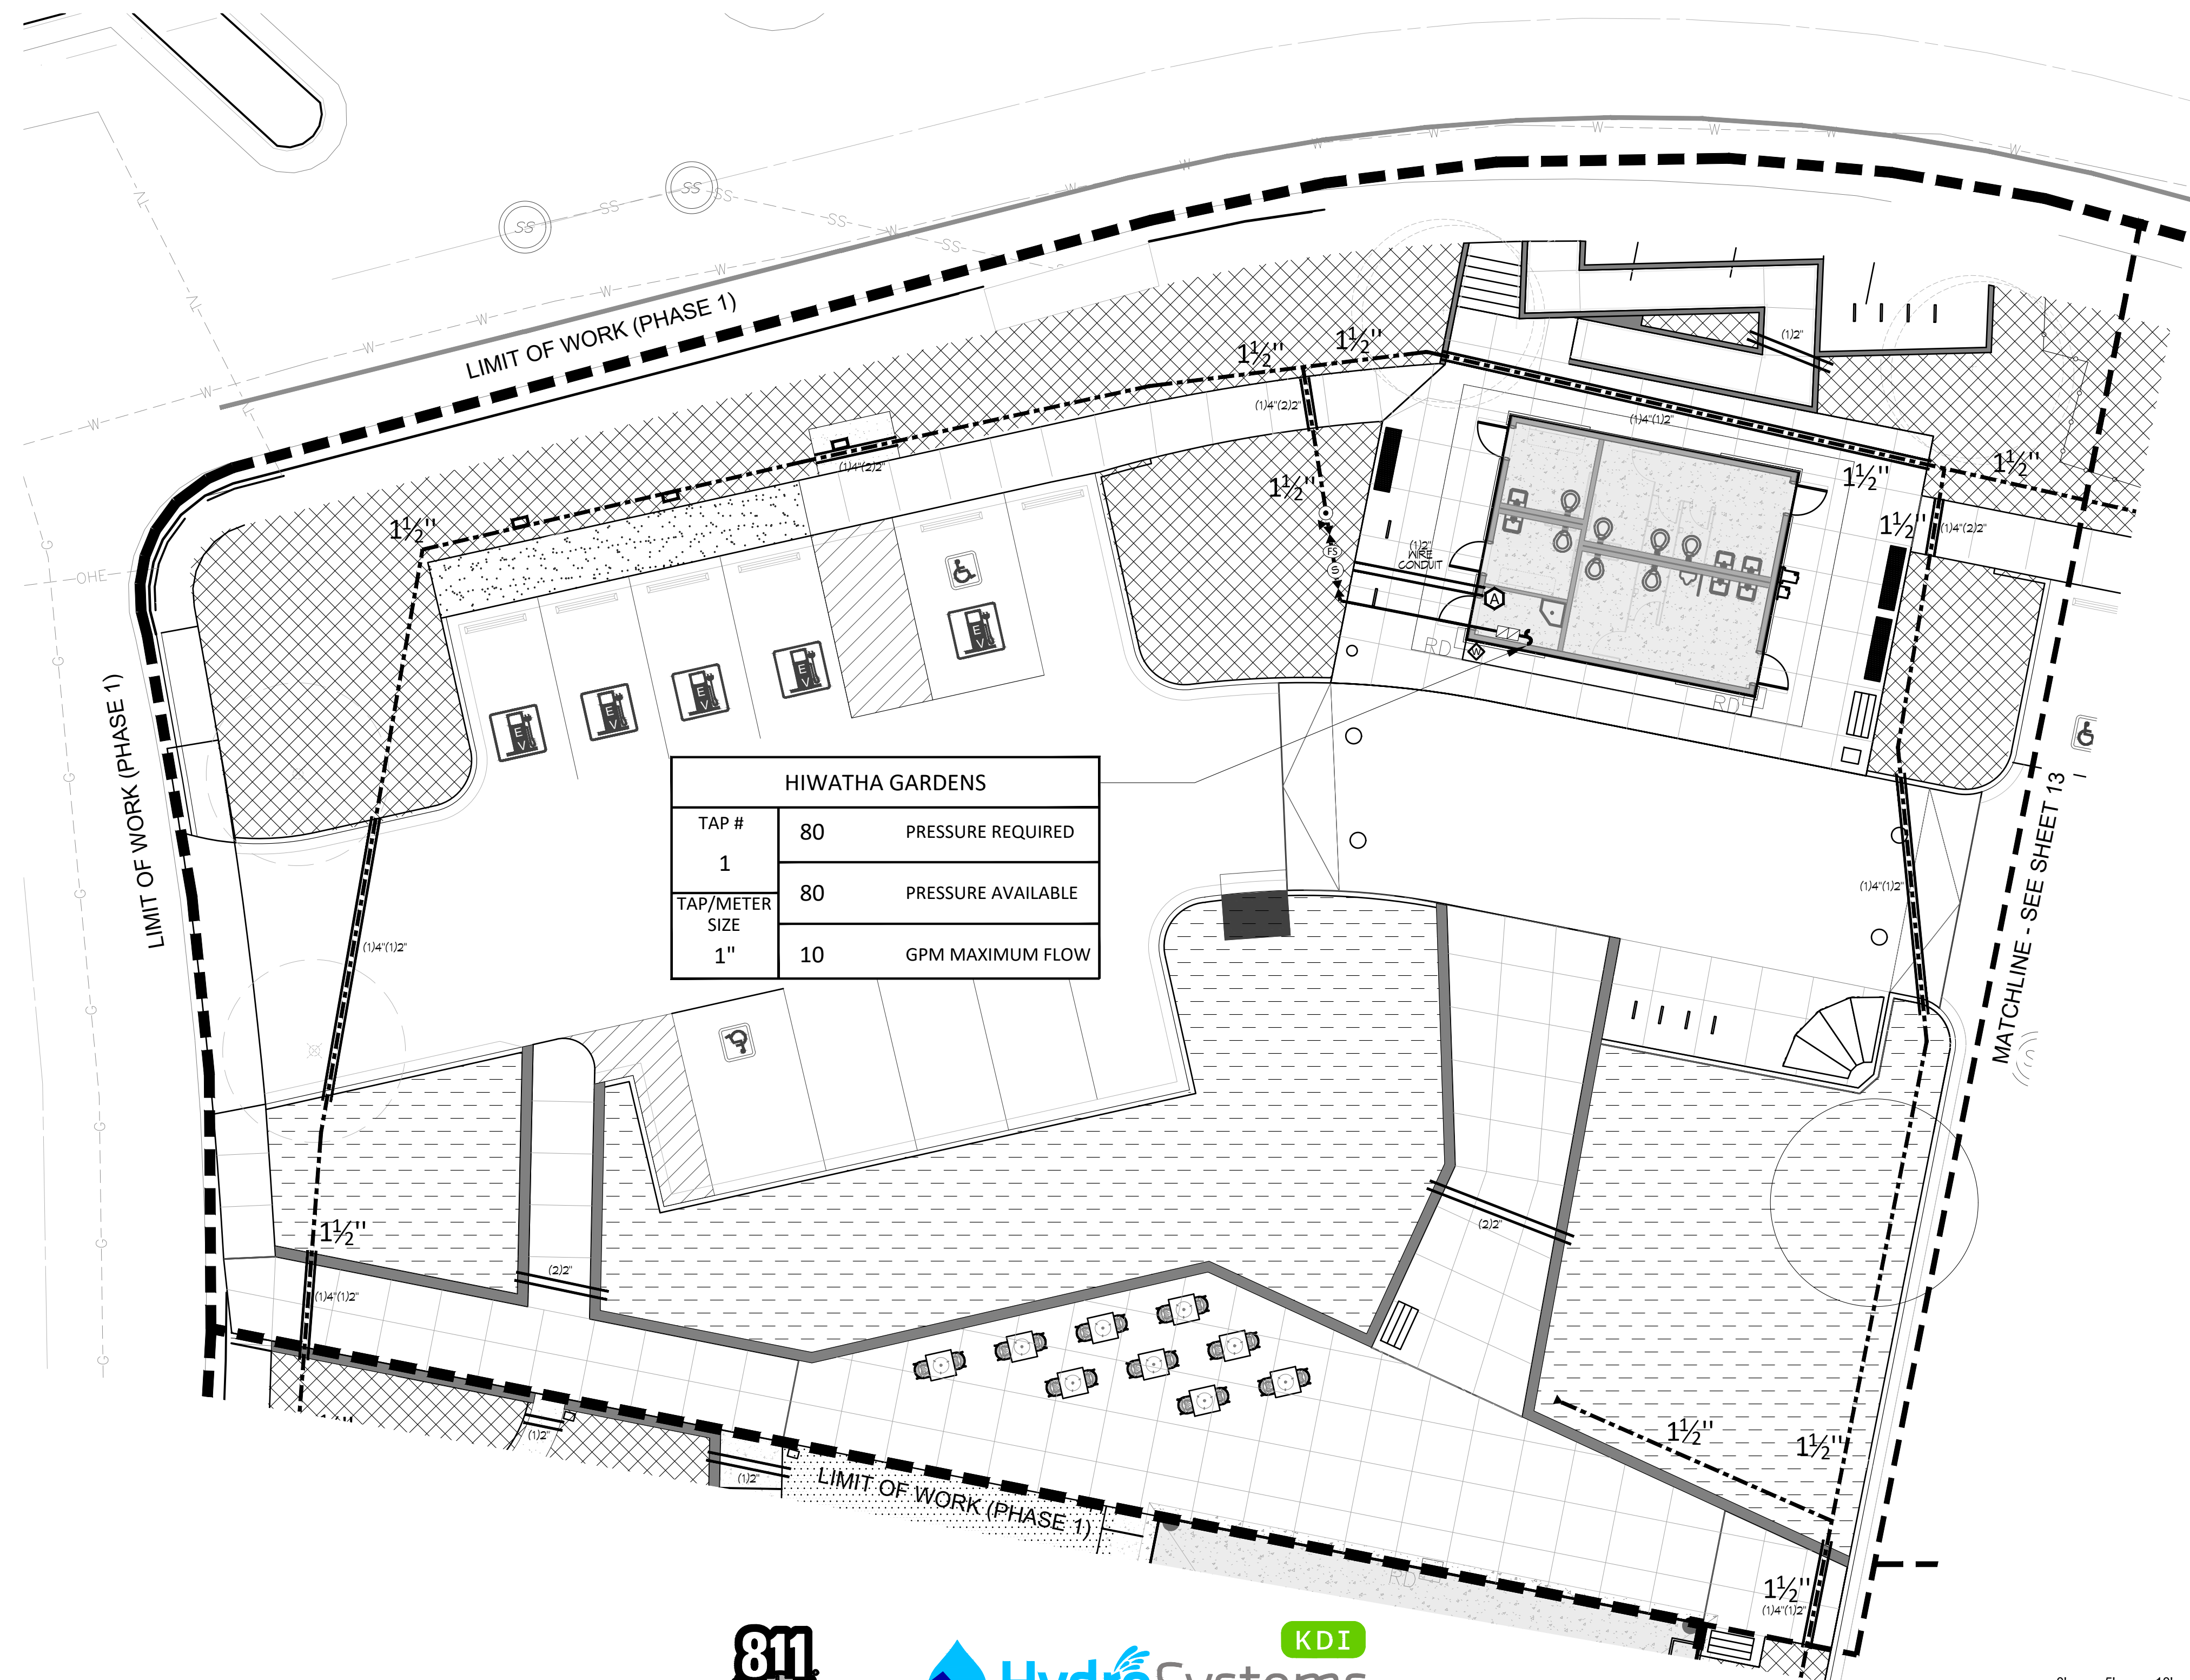 W
W
W
W
W
W
W
SS
SS
SS
SS
SS
W
W
W
W
W
W
W
W
W
LIMIT OF WORK (PHASE 1)
1½"
1½"
(1)2"
(1)4"(2)2"
(1)4"(1)2"
(1)4"(2)2"
1½"
1½"
1½"
1½"
1½"
(1)4"(2)2"
OHE
G
G
G
G
G
G
G
G
FS
S
(1)2"
WIRE
CONDUIT
A
W
RD
RD
EV
EV
EV
EV
EV
LIMIT OF WORK (PHASE 1)
HIWATHA GARDENS
TAP #
1
80 PRESSURE REQUIRED
80 PRESSURE AVAILABLE
TAP/METER
SIZE
1"
10 GPM MAXIMUM FLOW
MATCHLINE - SEE SHEET 13
(1)4"(1)2"
(1)4"(1)2"
1½"
(2)2"
(2)2"
(1)4"(1)2"
1½"
1½"
(1)2"
(1)2"
LIMIT OF WORK (PHASE 1)
RD
1½"
(1)4"(1)2"
811
KDI
HydroSystems